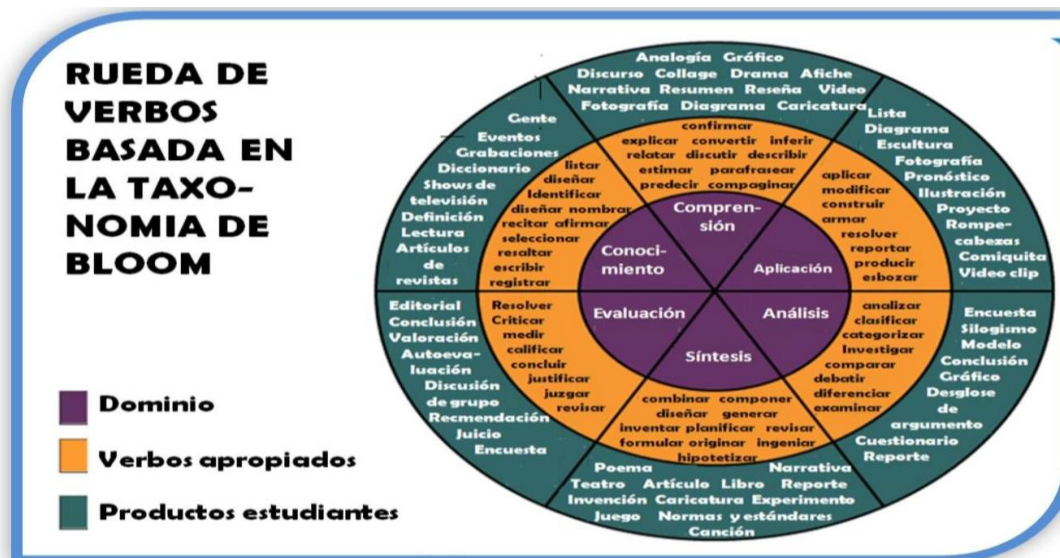 RUEDA DE
VERBOS
BASADA EN
LA TAXO-
NOMIA DE
BLOOM
Dominio
Verbos apropiados
Productos estudiantes
Analogía Gráfico
Discurso Collage Drama Afiche
Narrativa Resumen Reseña Video
Fotografía Diagrama Caricatura
confirmar
explicar convertir inferir
relatar discutir describir
estimar parafrasear
predecir compaginar
Compren-
sión
Lista
Diagrama
Escultura
Fotografía
Pronóstico
Ilustración
Proyecto
Rompe-
cabezas
Comiquita
Video clip
aplicar
modificar
construir
armar
resolver
reportar
producir
esbozar
Aplicación
Encuesta
Silogismo
Modelo
Conclusión
Gráfico
Desglose
de
argumento
Cuestionario
Reporte
analizar
clasificar
categorizar
Investigar
comparar
debatir
diferenciar
examinar
Análisis
Síntesis
combinar componer
diseñar generar
inventar planificar revisar
formular originar ingeniar
hipotetizar
Poema Narrativa
Teatro Artículo Libro Reporte
Invención Caricatura Experimento
Juego Normas y estándares
Canción
Evaluación
Resolver
Criticar
medir
calificar
concluir
justificar
juzgar
revisar
Editorial
Conclusión
Valoración
Autoeva-
luación
Discusión
de grupo
Recmendación
Juicio
Encuesta
Conoci-
miento
listar
diseñar
Identificar
diseñar nombrar
recitar afirmar
seleccionar
resaltar
escribir
registrar
Gente
Eventos
Grabaciones
Diccionario
Shows de
televisión
Definición
Lectura
Artículos
de
revistas